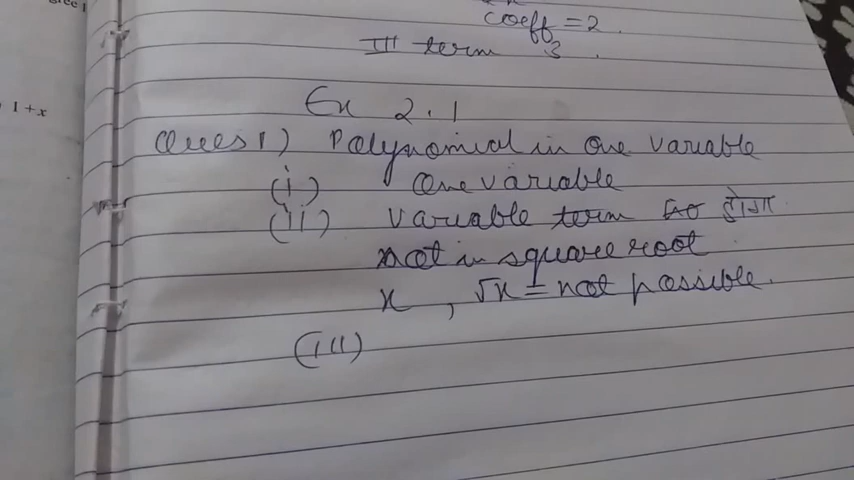 coeff = 2.
III term 3.
1 + x
Ex 2.1
Ques 1) Polynomial in one variable
(i) One variable
(ii) variable term होगा
not in square root
x , √x = not possible.
(iii)